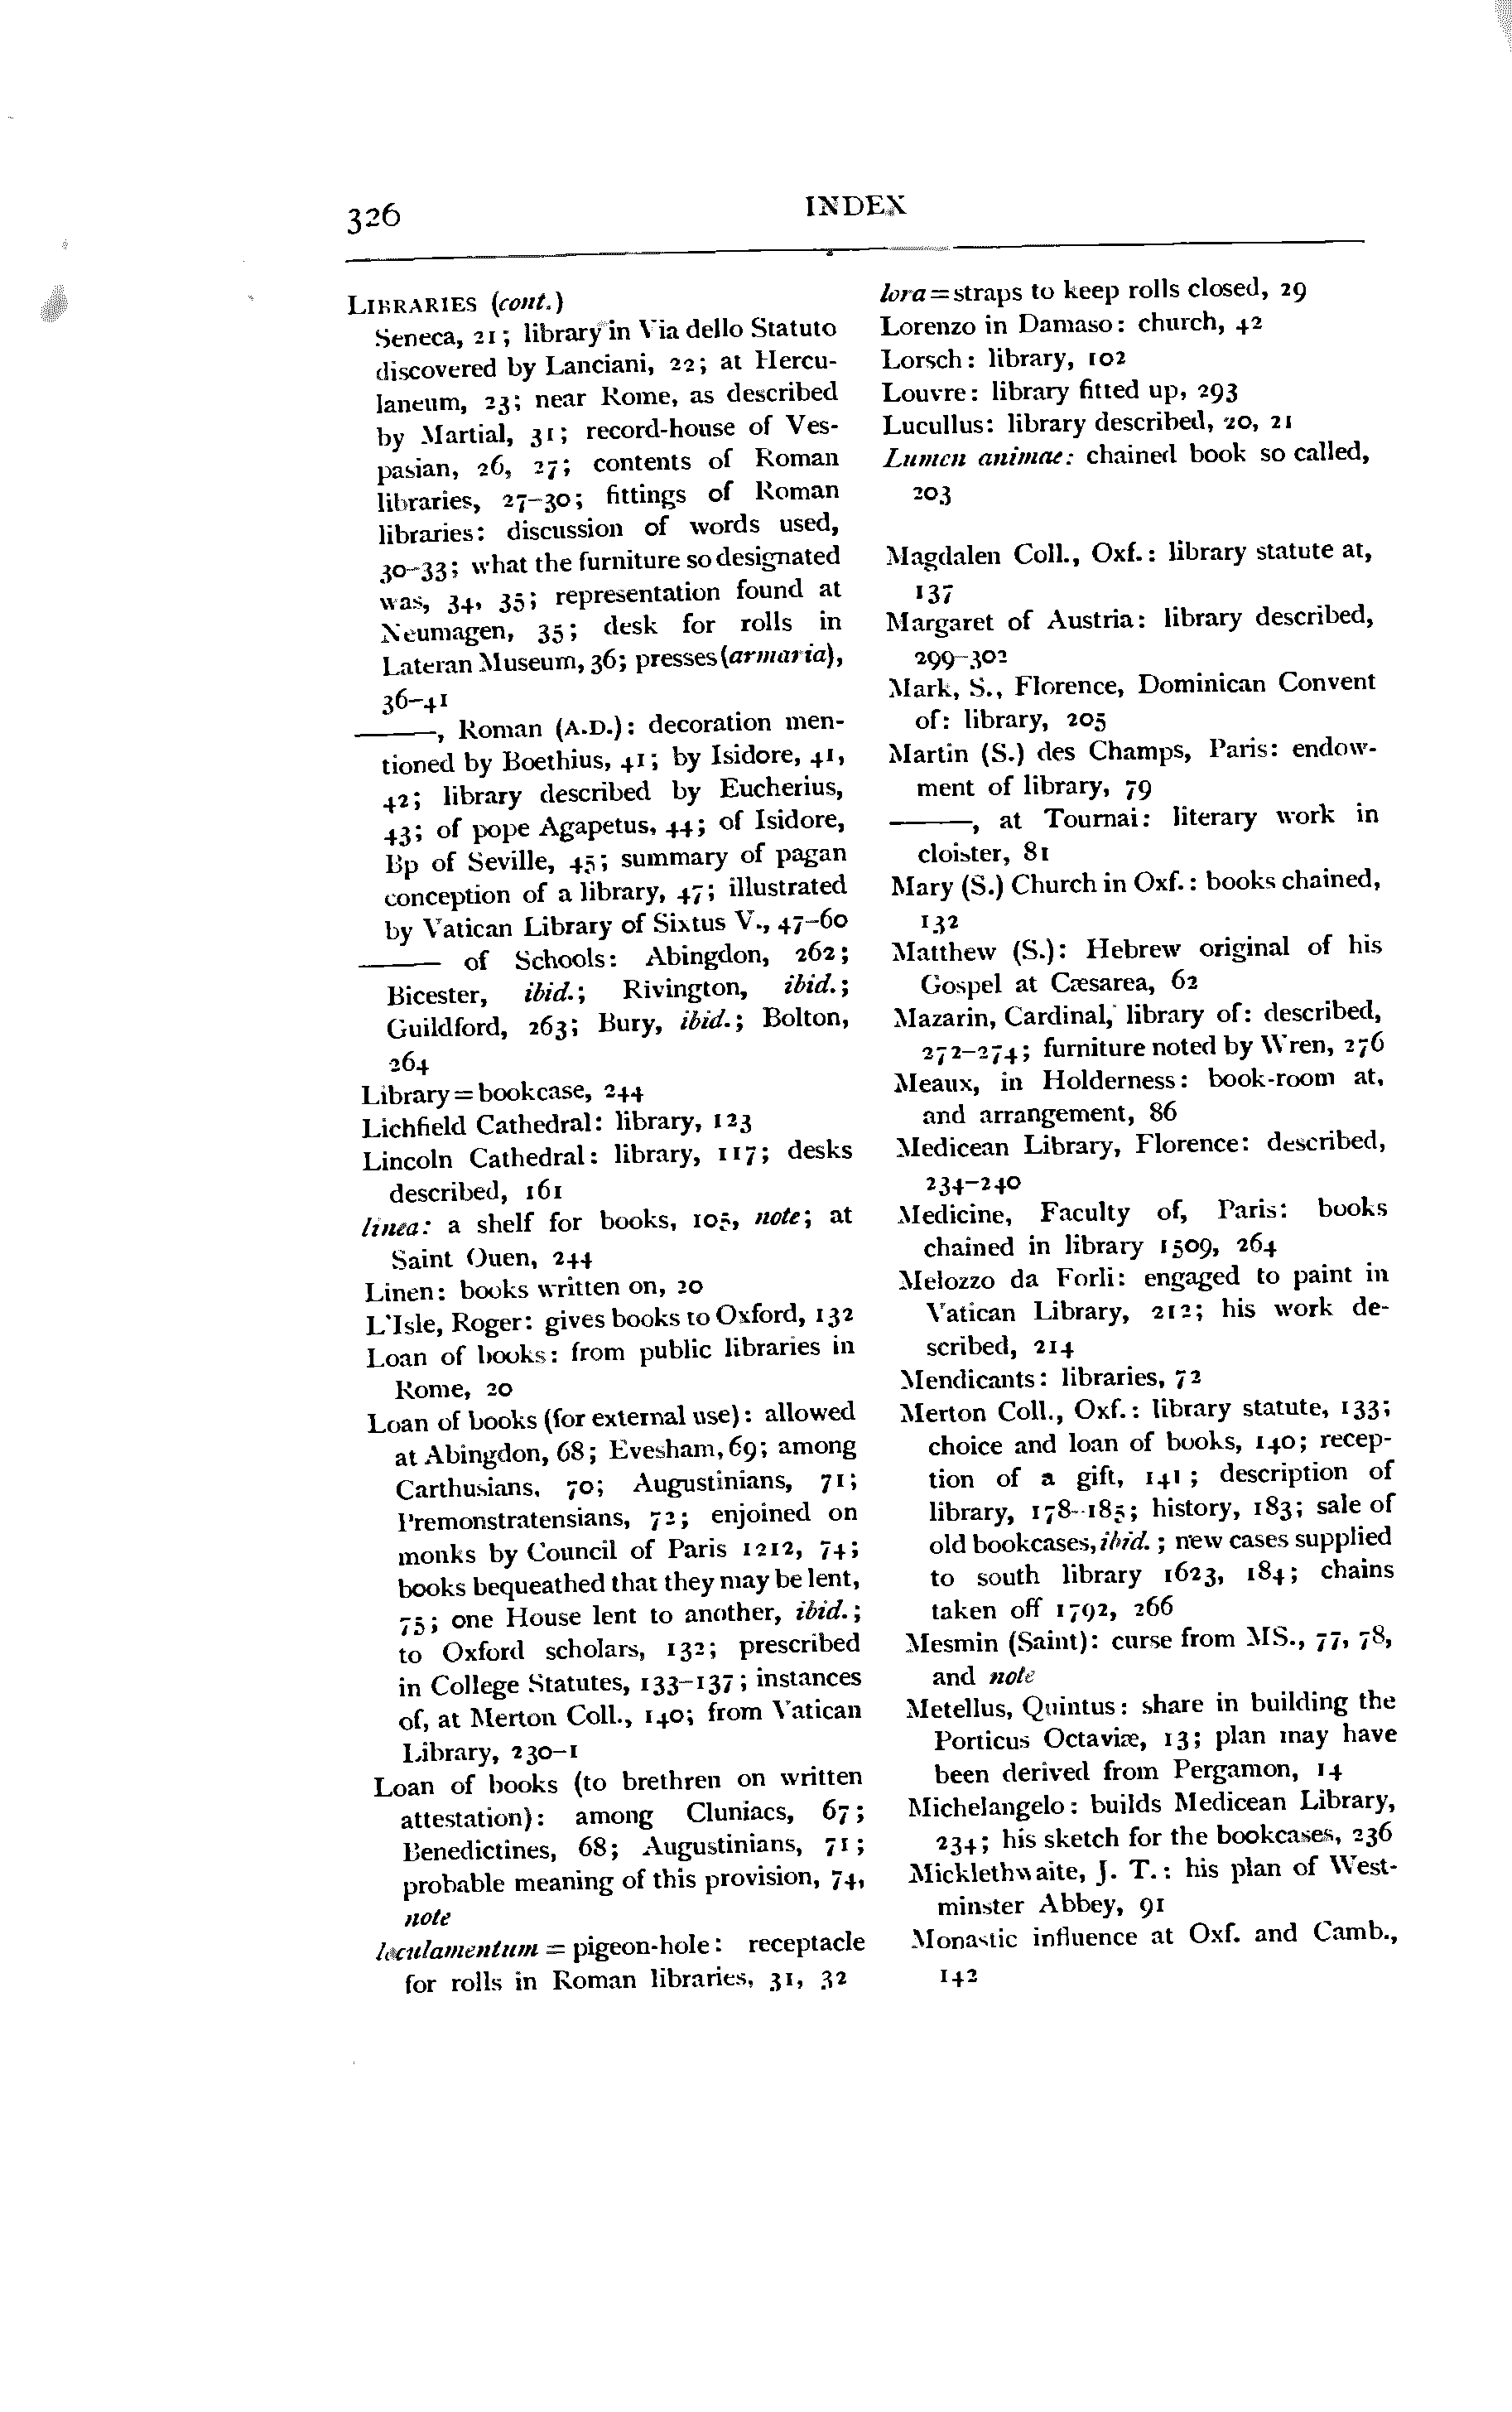 326
INDEX
LIBRARIES (cont.)
Seneca, 21; library in Via dello Statuto
discovered by Lanciani, 22; at Hercu-
laneum, 23; near Rome, as described
by Martial, 31; record-house of Ves-
pasian, 26, 27; contents of Roman
libraries, 27–30; fittings of Roman
libraries: discussion of words used,
30–33; what the furniture so designated
was, 34, 35; representation found at
Neumagen, 35; desk for rolls in
Lateran Museum, 36; presses (armaria),
36–41
———, Roman (A.D.): decoration men-
tioned by Boethius, 41; by Isidore, 41,
42; library described by Eucherius,
43; of pope Agapetus, 44; of Isidore,
Bp of Seville, 45; summary of pagan
conception of a library, 47; illustrated
by Vatican Library of Sixtus V., 47–60
——— of Schools: Abingdon, 262;
Bicester, ibid.; Rivington, ibid.;
Guildford, 263; Bury, ibid.; Bolton,
264
Library=bookcase, 244
Lichfield Cathedral: library, 123
Lincoln Cathedral: library, 117; desks
described, 161
linea: a shelf for books, 105, note; at
Saint Ouen, 244
Linen: books written on, 20
L'Isle, Roger: gives books to Oxford, 132
Loan of books: from public libraries in
Rome, 20
Loan of books (for external use): allowed
at Abingdon, 68; Evesham, 69; among
Carthusians, 70; Augustinians, 71;
Premonstratensians, 72; enjoined on
monks by Council of Paris 1212, 74;
books bequeathed that they may be lent,
75; one House lent to another, ibid.;
to Oxford scholars, 132; prescribed
in College Statutes, 133–137; instances
of, at Merton Coll., 140; from Vatican
Library, 230–1
Loan of books (to brethren on written
attestation): among Cluniacs, 67;
Benedictines, 68; Augustinians, 71;
probable meaning of this provision, 74,
note
loculamentum = pigeon-hole: receptacle
for rolls in Roman libraries, 31, 32
lora=straps to keep rolls closed, 29
Lorenzo in Damaso: church, 42
Lorsch: library, 102
Louvre: library fitted up, 293
Lucullus: library described, 20, 21
Lumen animae: chained book so called,
203
Magdalen Coll., Oxf.: library statute at,
137
Margaret of Austria: library described,
299–302
Mark, S., Florence, Dominican Convent
of: library, 205
Martin (S.) des Champs, Paris: endow-
ment of library, 79
———, at Tournai: literary work in
cloister, 81
Mary (S.) Church in Oxf.: books chained,
132
Matthew (S.): Hebrew original of his
Gospel at Cæsarea, 62
Mazarin, Cardinal, library of: described,
272–274; furniture noted by Wren, 276
Meaux, in Holderness: book-room at,
and arrangement, 86
Medicean Library, Florence: described,
234–240
Medicine, Faculty of, Paris: books
chained in library 1509, 264
Melozzo da Forli: engaged to paint in
Vatican Library, 212; his work de-
scribed, 214
Mendicants: libraries, 72
Merton Coll., Oxf.: library statute, 133;
choice and loan of books, 140; recep-
tion of a gift, 141; description of
library, 178–185; history, 183; sale of
old bookcases, ibid.; new cases supplied
to south library 1623, 184; chains
taken off 1792, 266
Mesmin (Saint): curse from MS., 77, 78,
and note
Metellus, Quintus: share in building the
Porticus Octaviæ, 13; plan may have
been derived from Pergamon, 14
Michelangelo: builds Medicean Library,
234; his sketch for the bookcases, 236
Micklethwaite, J. T.: his plan of West-
minster Abbey, 91
Monastic influence at Oxf. and Camb.,
142